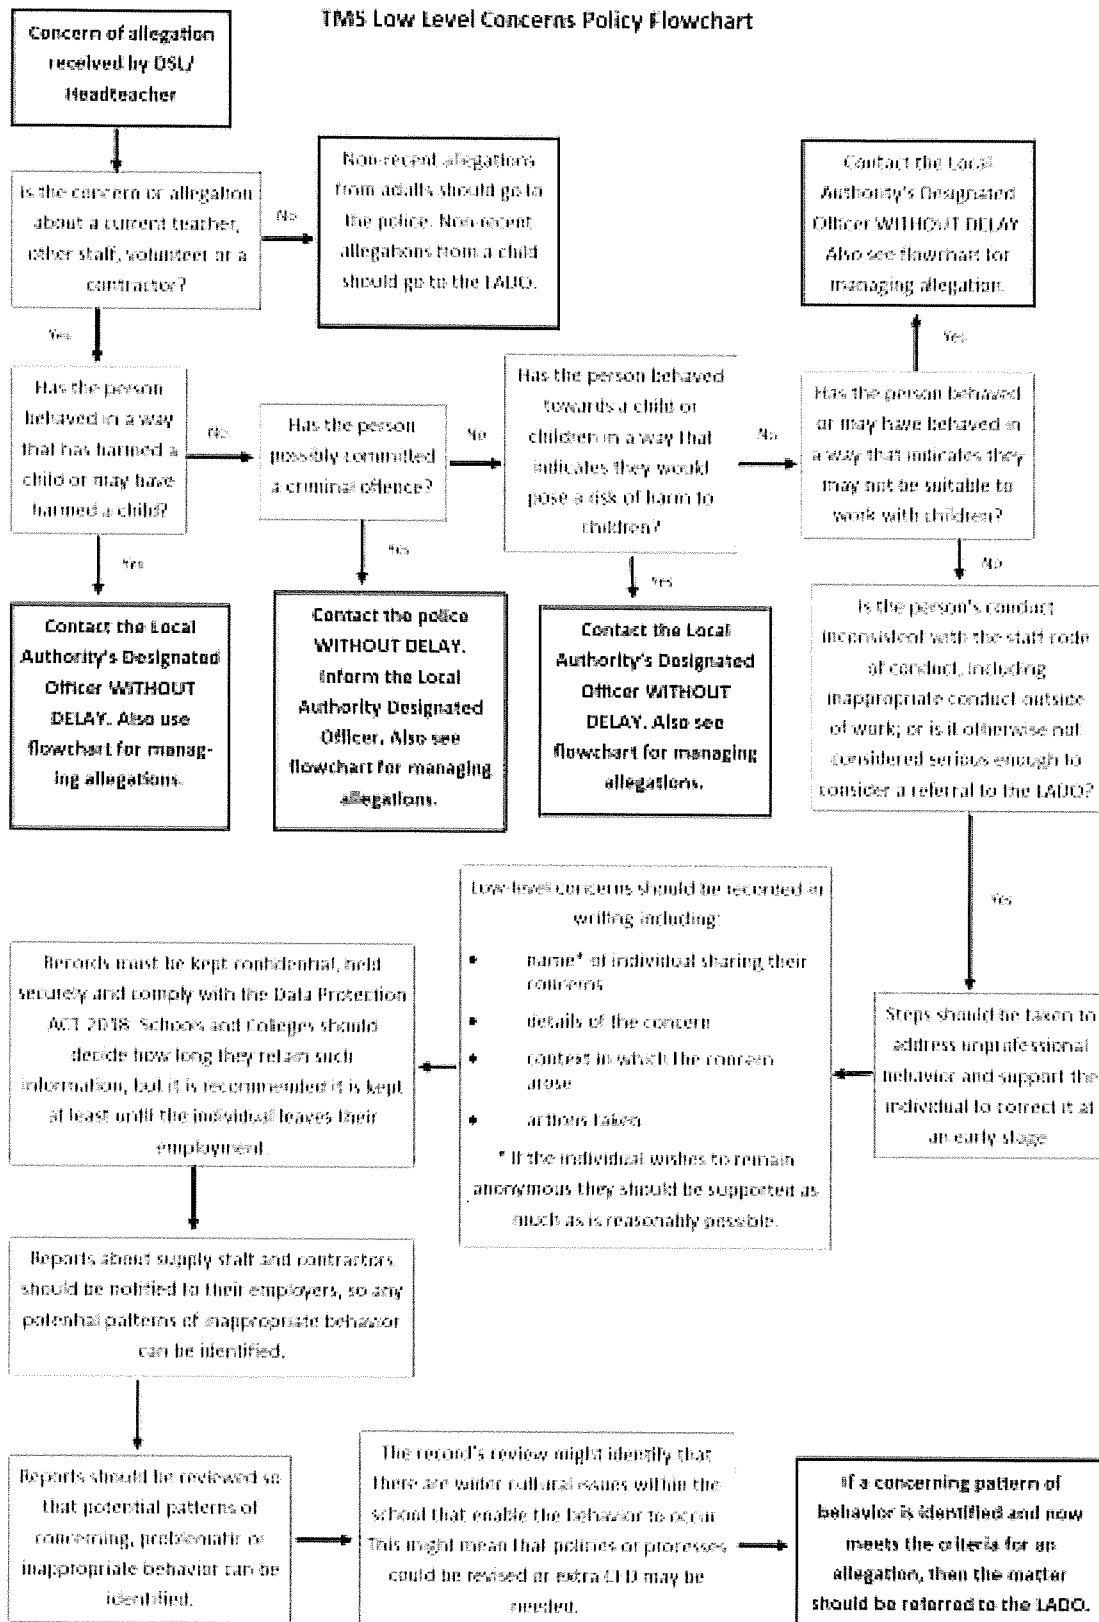 TMS Low Level Concerns Policy Flowchart
Concern of allegation
received by DSL/
Headteacher
Is the concern or allegation
about a current teacher,
other staff, volunteer or a
contractor?
No
Non-recent allegations
from adults should go to
the police. Non-recent
allegations from a child
should go to the LADO.
Contact the Local
Authority's Designated
Officer WITHOUT DELAY
Also see flowchart for
managing allegation.
Yes
Yes
Has the person
behaved in a way
that has harmed a
child or may have
harmed a child?
No
Has the person
possibly committed
a criminal offence?
No
Has the person behaved
towards a child or
children in a way that
indicates they would
pose a risk of harm to
children?
No
Has the person behaved
or may have behaved in
a way that indicates they
may not be suitable to
work with children?
Yes
Yes
Yes
No
Contact the Local
Authority's Designated
Officer WITHOUT
DELAY. Also use
flowchart for manag-
ing allegations.
Contact the police
WITHOUT DELAY.
Inform the Local
Authority Designated
Officer. Also see
flowchart for managing
allegations.
Contact the Local
Authority's Designated
Officer WITHOUT
DELAY. Also see
flowchart for managing
allegations.
Is the person's conduct
inconsistent with the staff code
of conduct, including
inappropriate conduct outside
of work; or is it otherwise not
considered serious enough to
consider a referral to the LADO?
Yes
Steps should be taken to
address unprofessional
behavior and support the
individual to correct it at
an early stage
Low-level concerns should be recorded in
writing including:
• name* of individual sharing their
concerns
• details of the concern
• context in which the concern
arose
• actions taken
* If the individual wishes to remain
anonymous they should be supported as
much as is reasonably possible.
Records must be kept confidential, held
securely and comply with the Data Protection
ACT 2018. Schools and Colleges should
decide how long they retain such
information, but it is recommended it is kept
at least until the individual leaves their
employment.
Reports about supply staff and contractors
should be notified to their employers, so any
potential patterns of inappropriate behavior
can be identified.
Reports should be reviewed so
that potential patterns of
concerning, problematic or
inappropriate behavior can be
identified.
The record's review might identify that
there are wider cultural issues within the
school that enable the behavior to occur
This might mean that policies or processes
could be revised or extra CPD may be
needed.
If a concerning pattern of
behavior is identified and now
meets the criteria for an
allegation, then the matter
should be referred to the LADO.